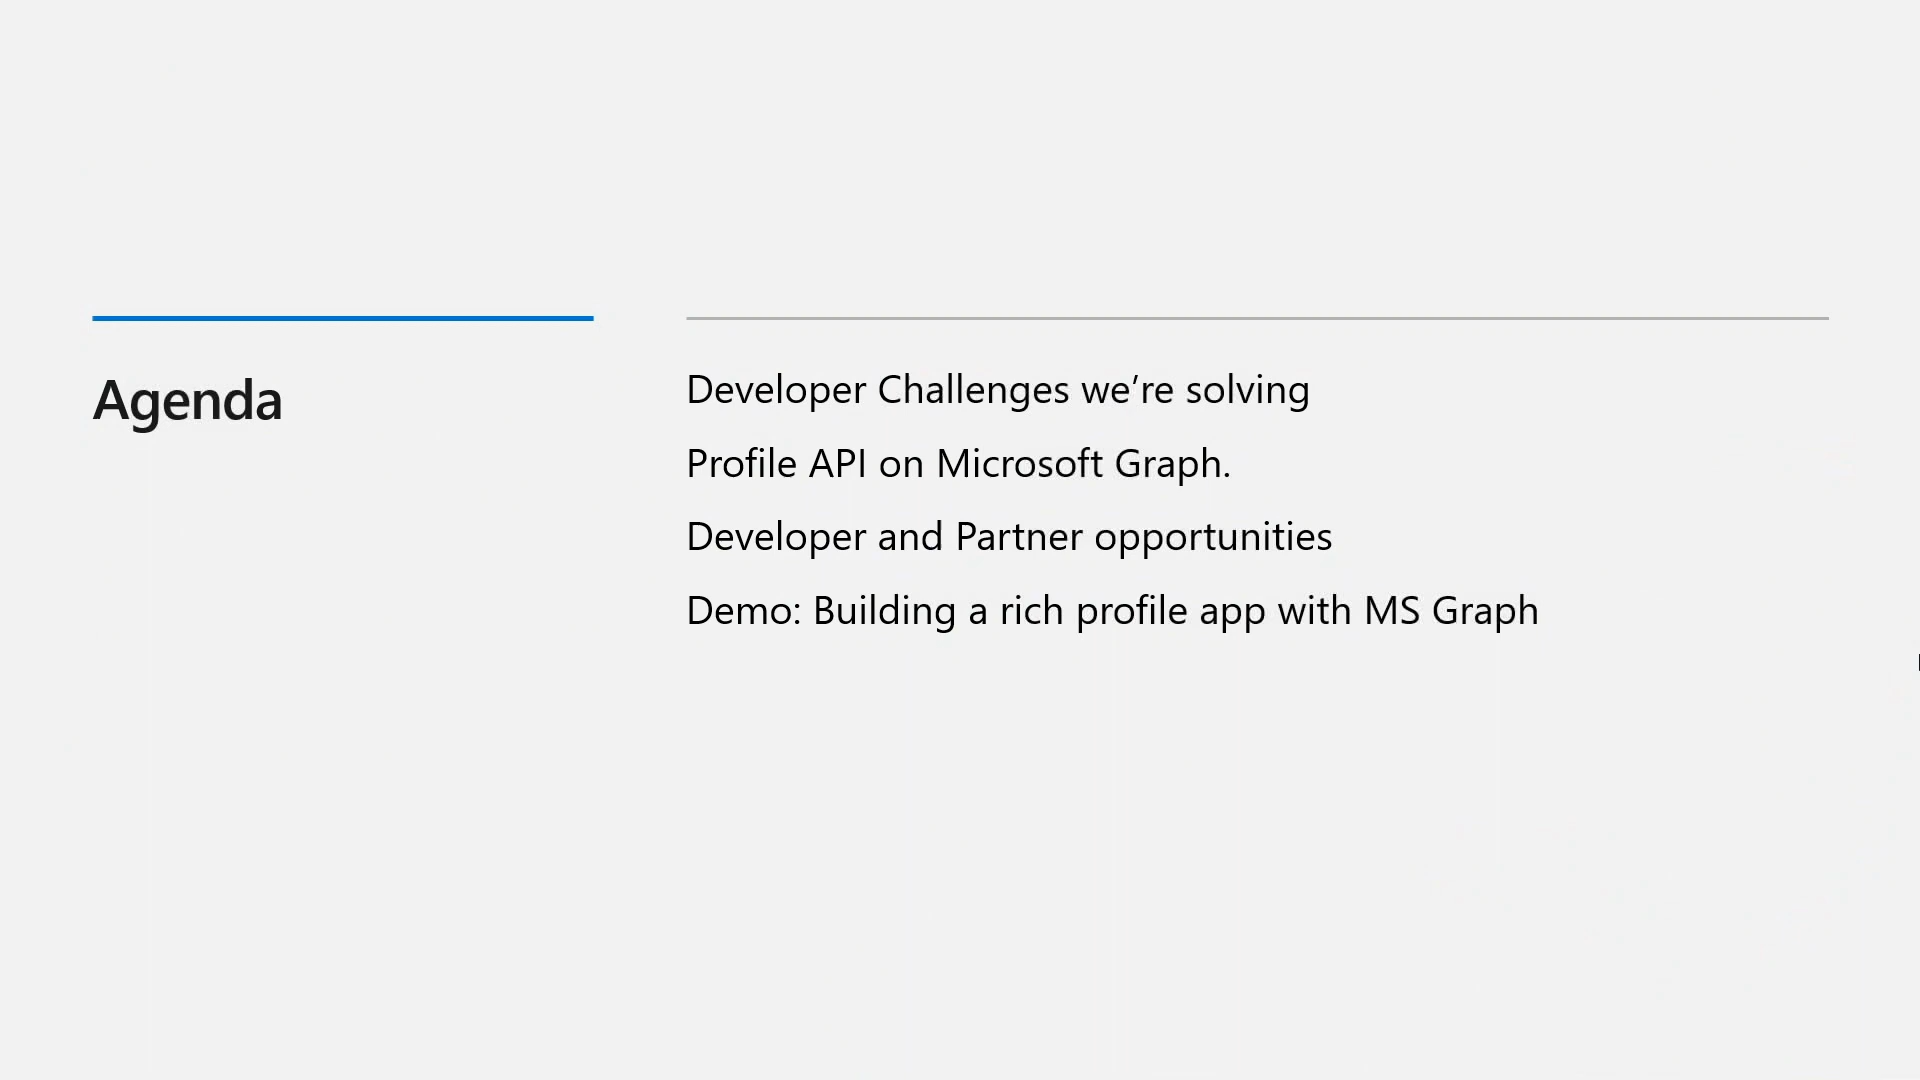 Agenda
Developer Challenges we’re solving
Profile API on Microsoft Graph.
Developer and Partner opportunities
Demo: Building a rich profile app with MS Graph